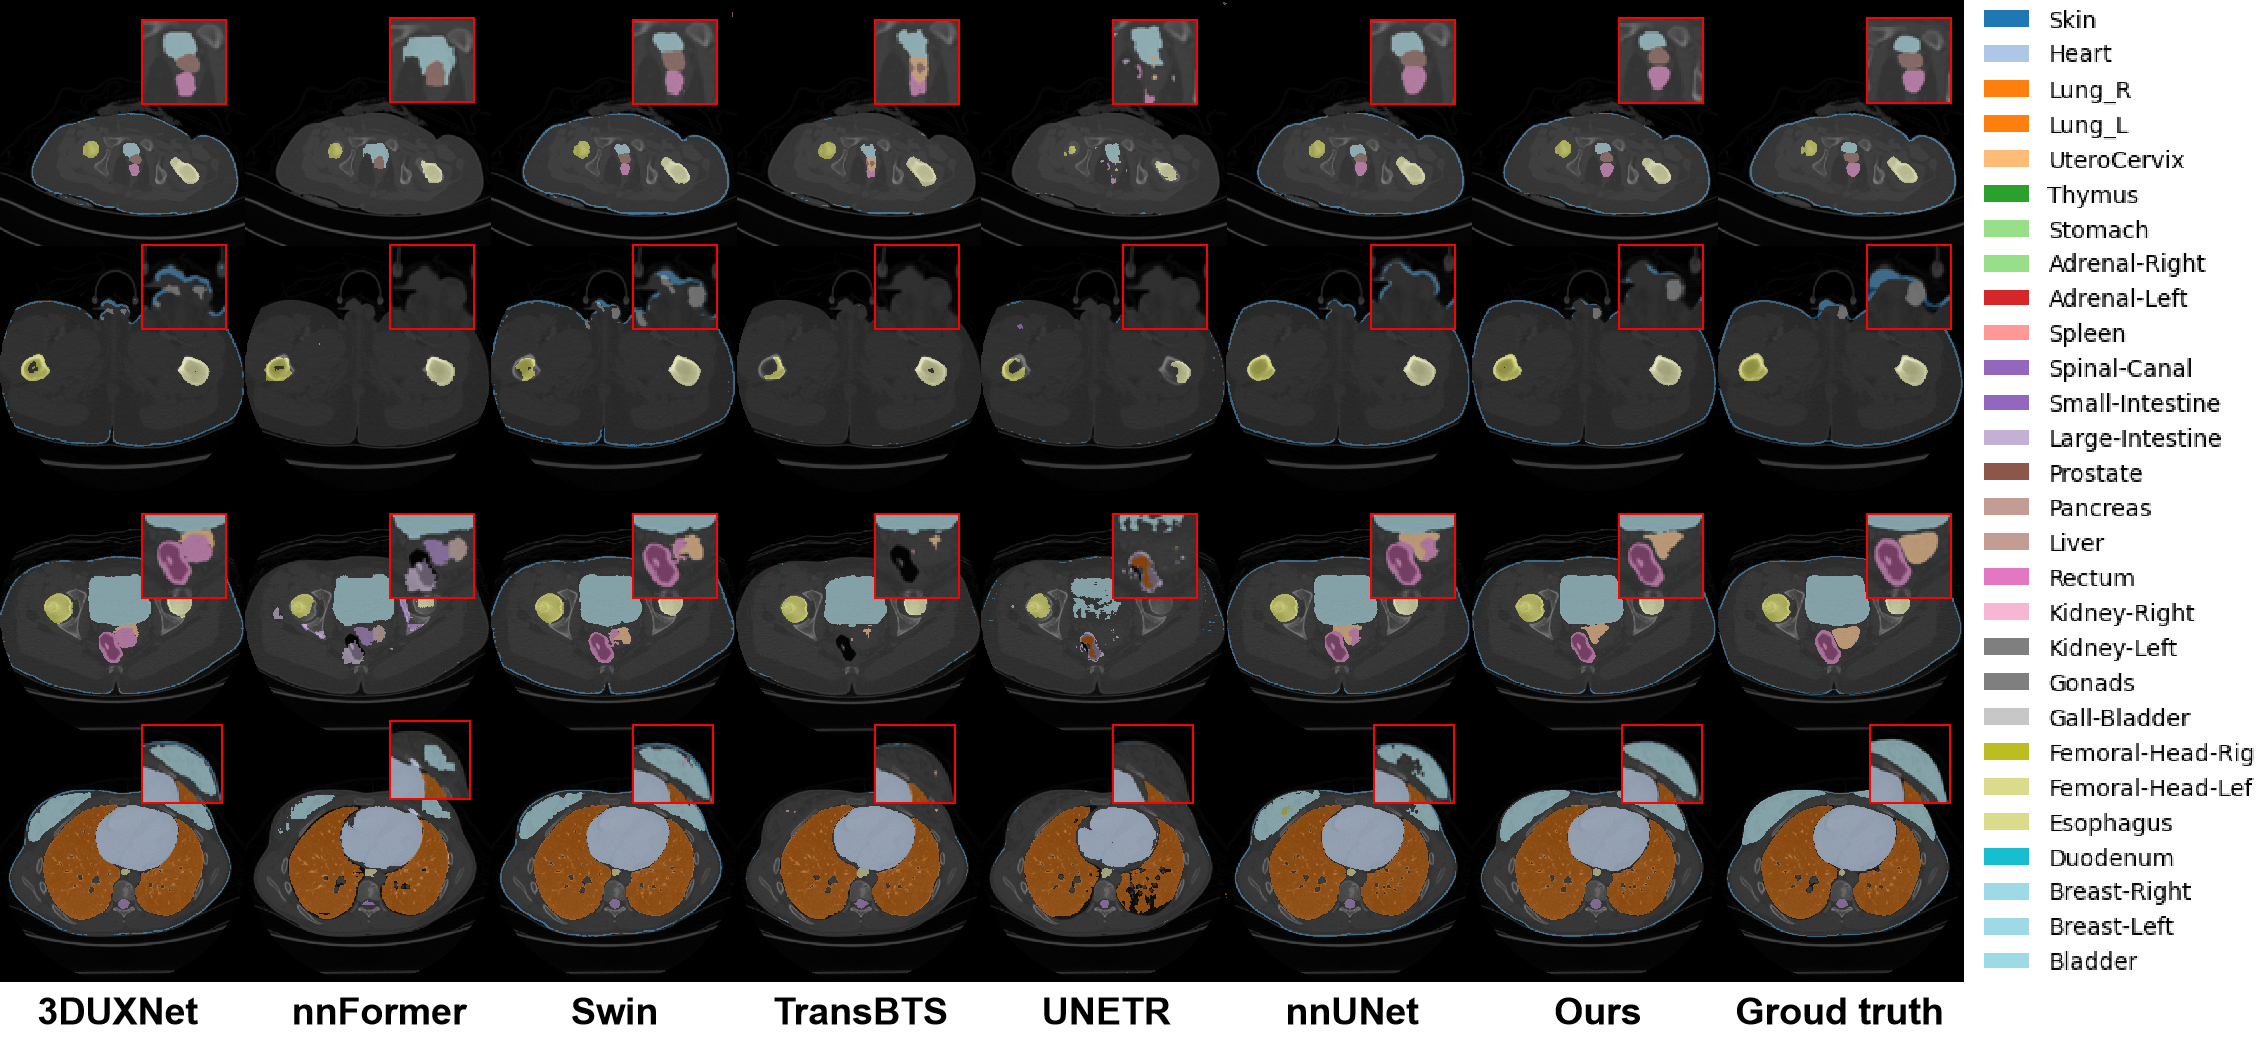 Skin
Heart
Lung_R
Lung_L
UteroCervix
Thymus
Stomach
Adrenal-Right
Adrenal-Left
Spleen
Spinal-Canal
Small-Intestine
Large-Intestine
Prostate
Pancreas
Liver
Rectum
Kidney-Right
Kidney-Left
Gonads
Gall-Bladder
Femoral-Head-Rig
Femoral-Head-Lef
Esophagus
Duodenum
Breast-Right
Breast-Left
Bladder
3DUXNet nnFormer Swin TransBTS UNETR nnUNet Ours Groud truth